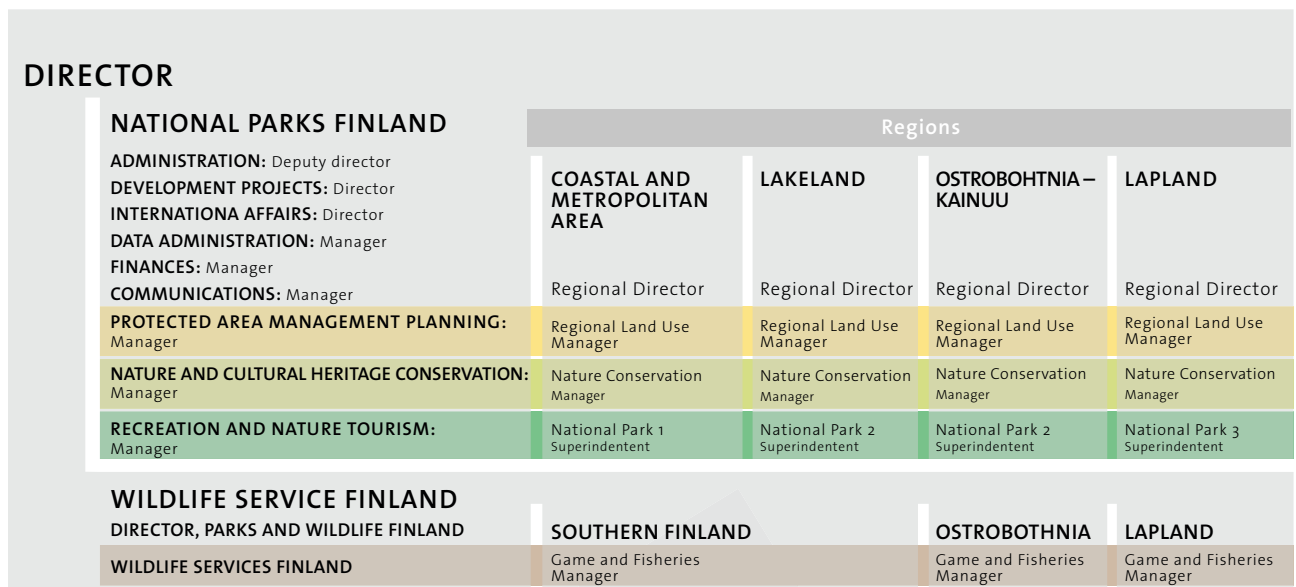 DIRECTOR
NATIONAL PARKS FINLAND
Regions
ADMINISTRATION: Deputy director
DEVELOPMENT PROJECTS: Director
INTERNATIONA AFFAIRS: Director
DATA ADMINISTRATION: Manager
FINANCES: Manager
COMMUNICATIONS: Manager
COASTAL AND
METROPOLITAN
AREA
Regional Director
LAKELAND
Regional Director
OSTROBOHTNIA –
KAINUU
Regional Director
LAPLAND
Regional Director
PROTECTED AREA MANAGEMENT PLANNING:
Manager
Regional Land Use
Manager
Regional Land Use
Manager
Regional Land Use
Manager
Regional Land Use
Manager
NATURE AND CULTURAL HERITAGE CONSERVATION:
Manager
Nature Conservation
Manager
Nature Conservation
Manager
Nature Conservation
Manager
Nature Conservation
Manager
RECREATION AND NATURE TOURISM:
Manager
National Park 1
Superindentent
National Park 2
Superindentent
National Park 2
Superindentent
National Park 3
Superindentent
WILDLIFE SERVICE FINLAND
DIRECTOR, PARKS AND WILDLIFE FINLAND
SOUTHERN FINLAND
OSTROBOTHNIA
LAPLAND
WILDLIFE SERVICES FINLAND
Game and Fisheries
Manager
Game and Fisheries
Manager
Game and Fisheries
Manager